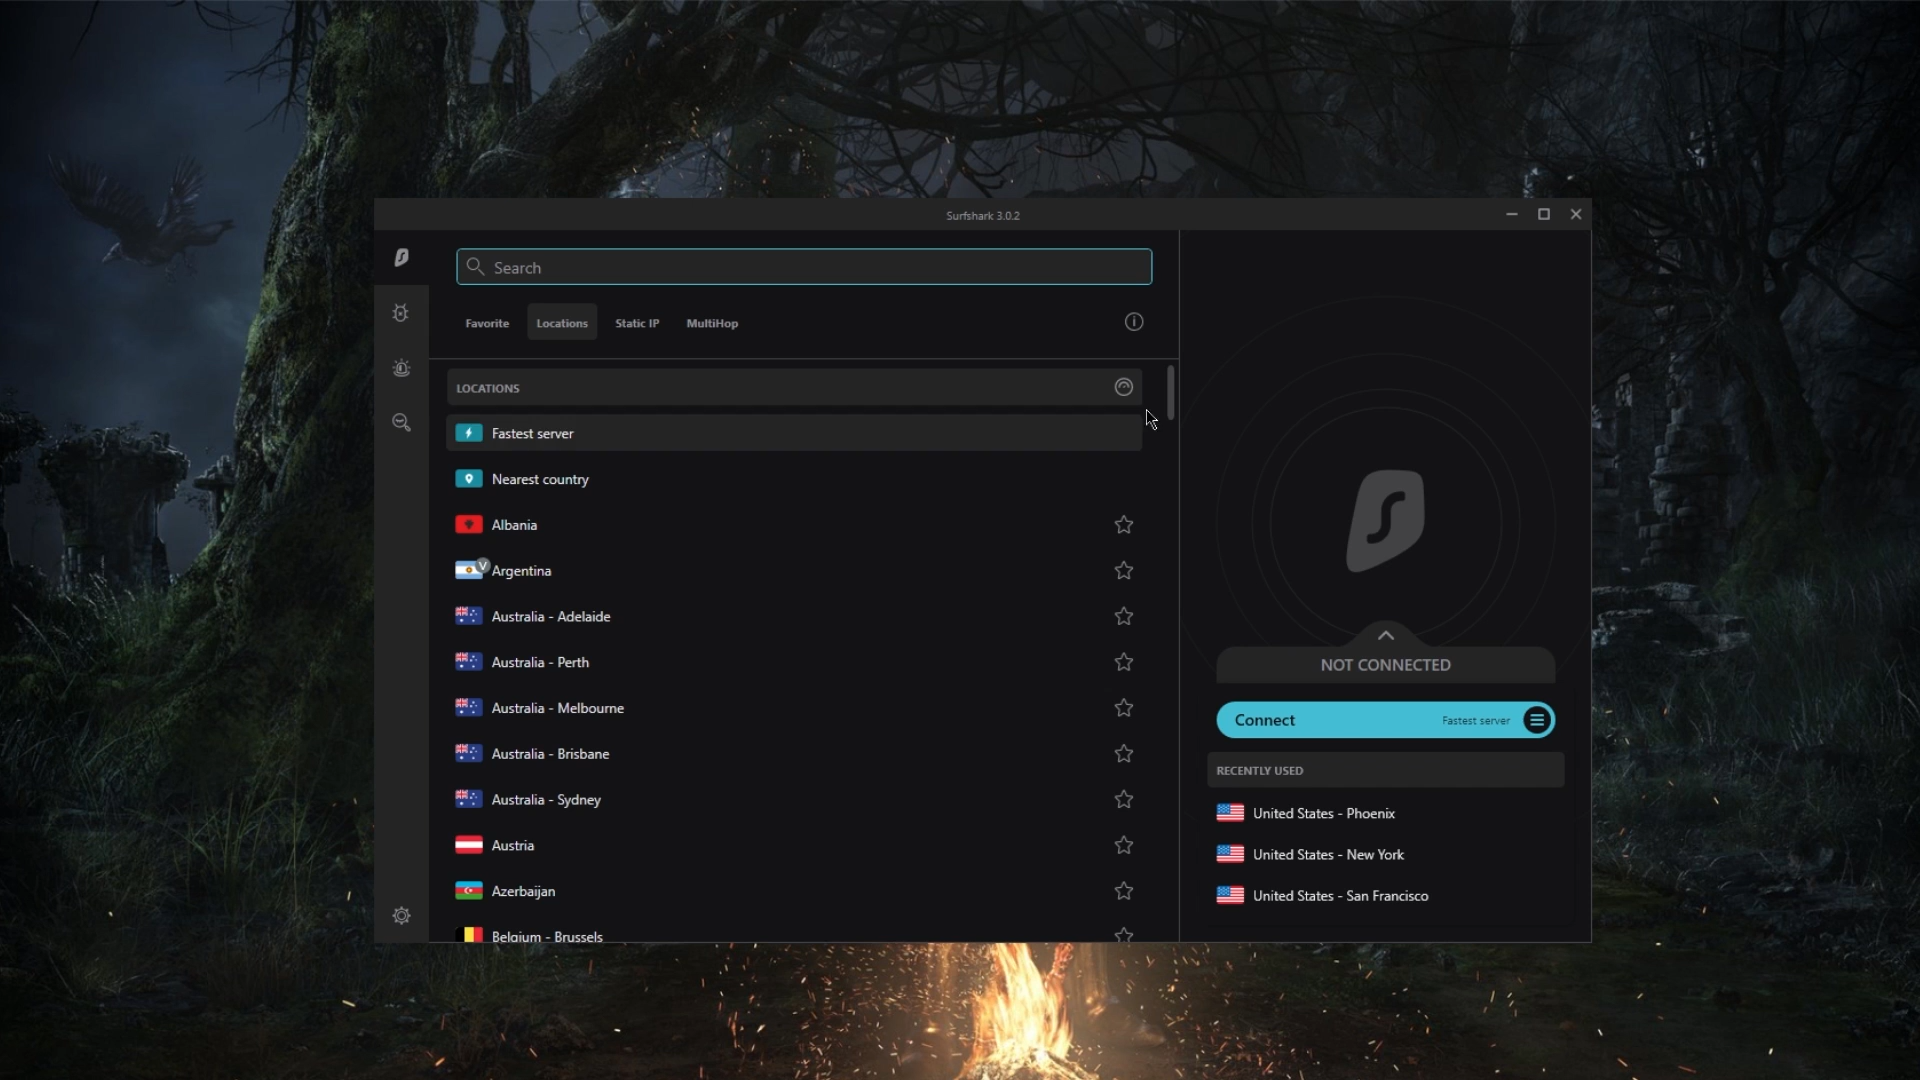 Surfshark 3.0.2
Search
Favorite
Locations
Static IP
MultiHop
LOCATIONS
Fastest server
Nearest country
Albania
V
Argentina
Australia - Adelaide
Australia - Perth
Australia - Melbourne
Australia - Brisbane
Australia - Sydney
Austria
Azerbaijan
Belgium - Brussels
NOT CONNECTED
Connect
Fastest server
RECENTLY USED
United States - Phoenix
United States - New York
United States - San Francisco